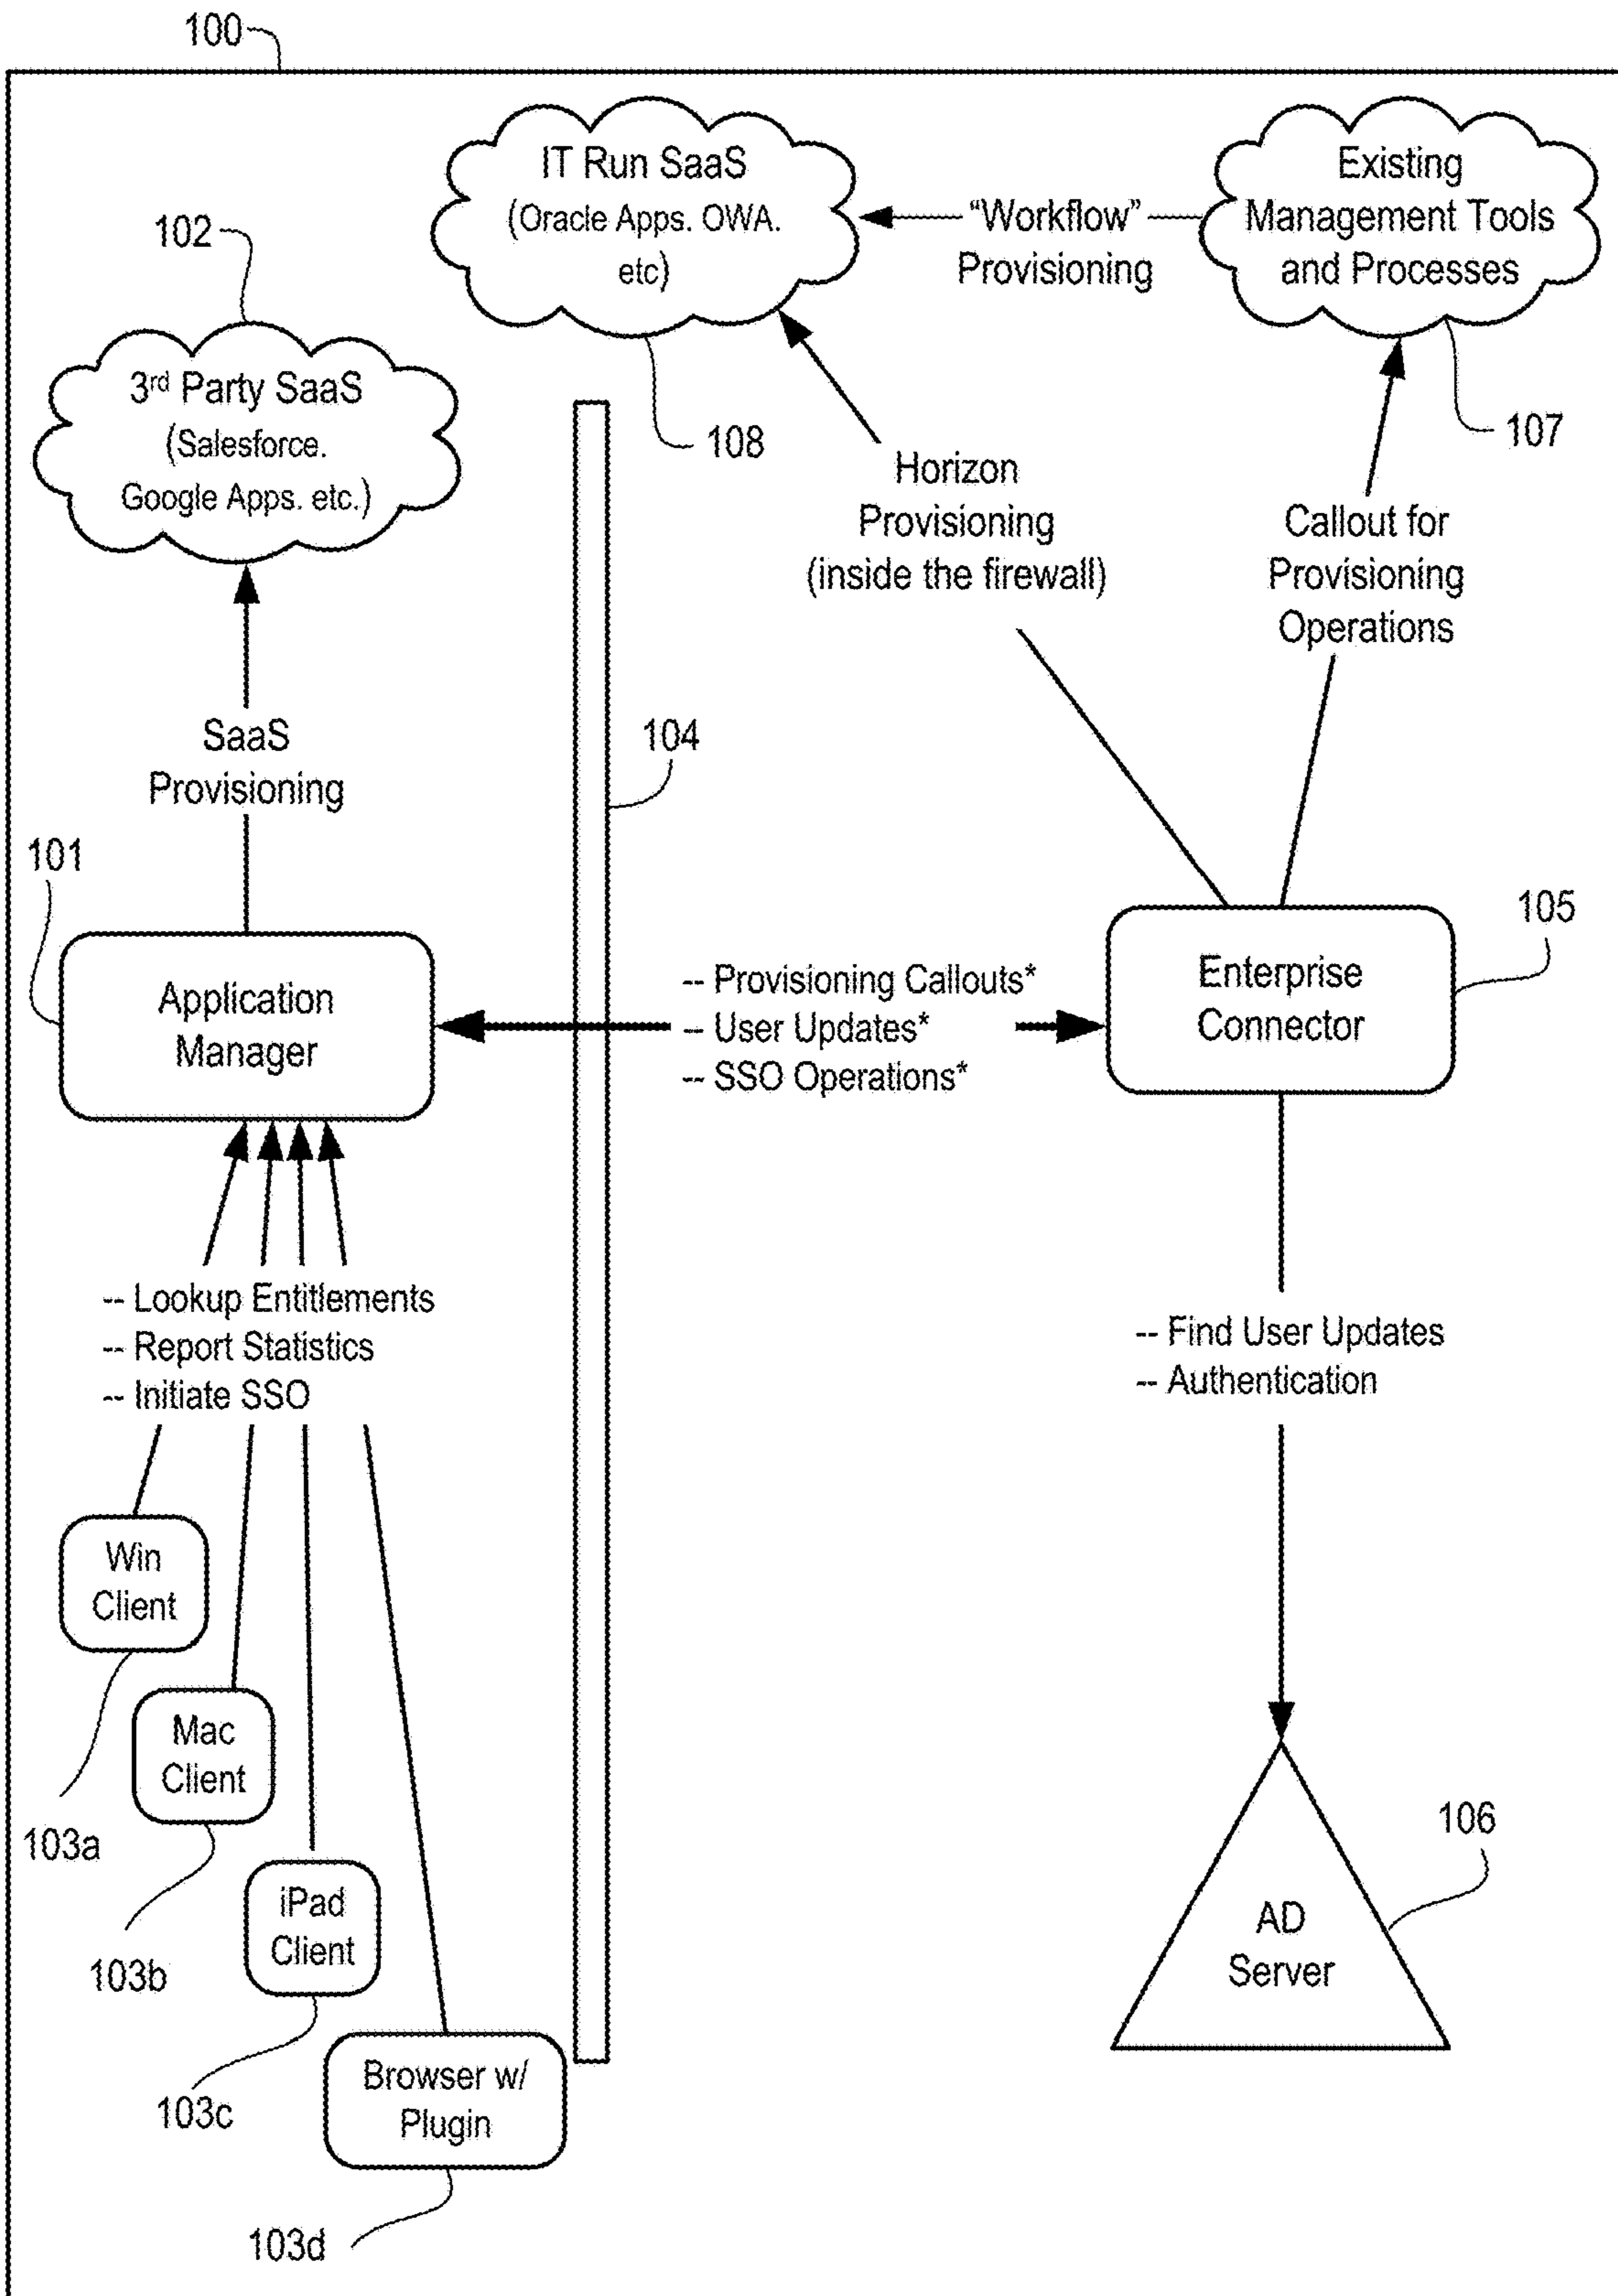 100
IT Run SaaS
(Oracle Apps. OWA.
etc)
Existing
Management Tools
and Processes
"Workflow"
Provisioning
102
3rd Party SaaS
(Salesforce.
Google Apps. etc.)
108
107
Horizon
Provisioning
(inside the firewall)
Callout for
Provisioning
Operations
SaaS
Provisioning
104
101
Application
Manager
-- Provisioning Callouts*
-- User Updates*
-- SSO Operations*
Enterprise
Connector
105
-- Lookup Entitlements
-- Report Statistics
-- Initiate SSO
-- Find User Updates
-- Authentication
Win
Client
103a
Mac
Client
103b
iPad
Client
103c
Browser w/
Plugin
103d
AD
Server
106